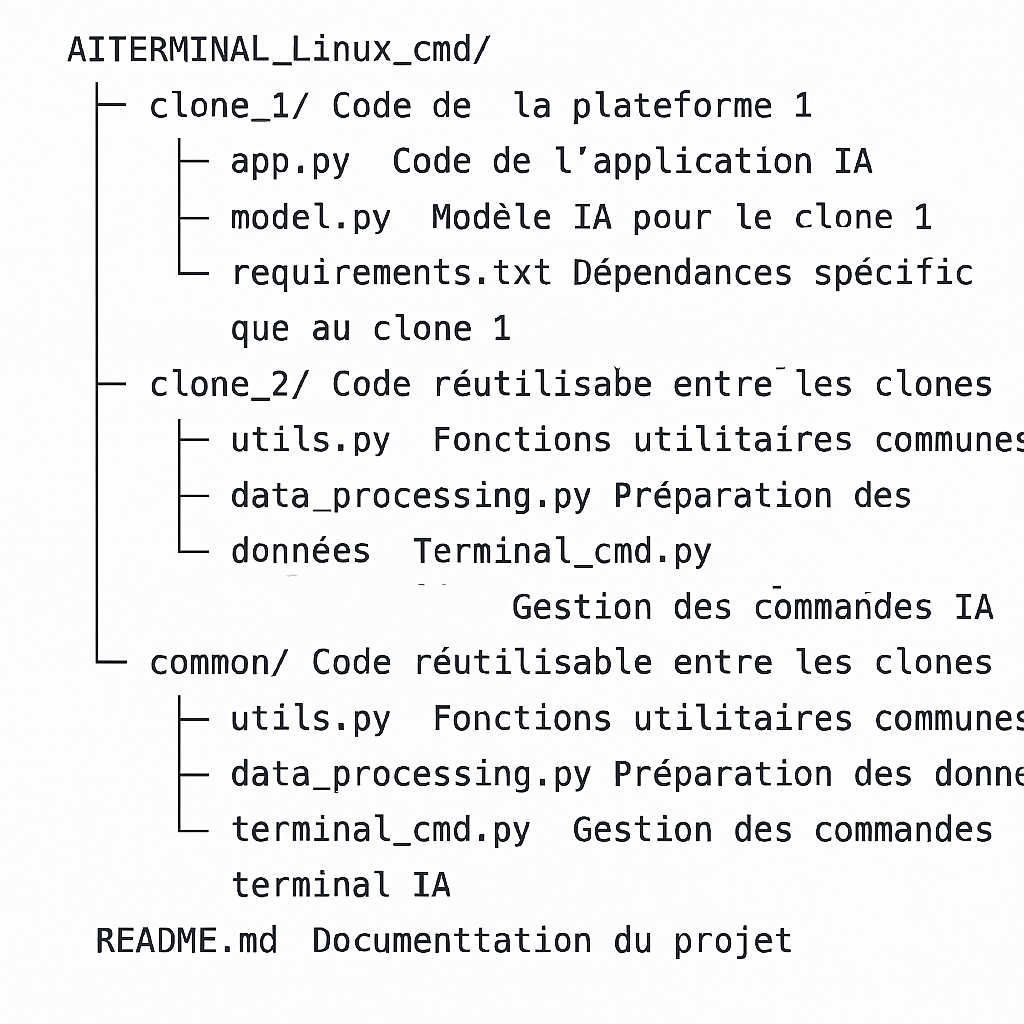 AITERMINAL_Linux_cmd/
├─ clone_1/ Code de la plateforme 1
├─ app.py Code de l’application IA
├─ model.py Modèle IA pour le clone 1
└─ requirements.txt Dépendances spécific
que au clone 1
├─ clone_2/ Code réutilisabe entre les clones
├─ utils.py Fonctions utilitaires communes
├─ data_processing.py Préparation des
└─ données Terminal_cmd.py
Gestion des commandes IA
└─ common/ Code réutilisable entre les clones
├─ utils.py Fonctions utilitaires communes
├─ data_processing.py Préparation des donne
└─ terminal_cmd.py Gestion des commandes
terminal IA
README.md Documenttation du projet